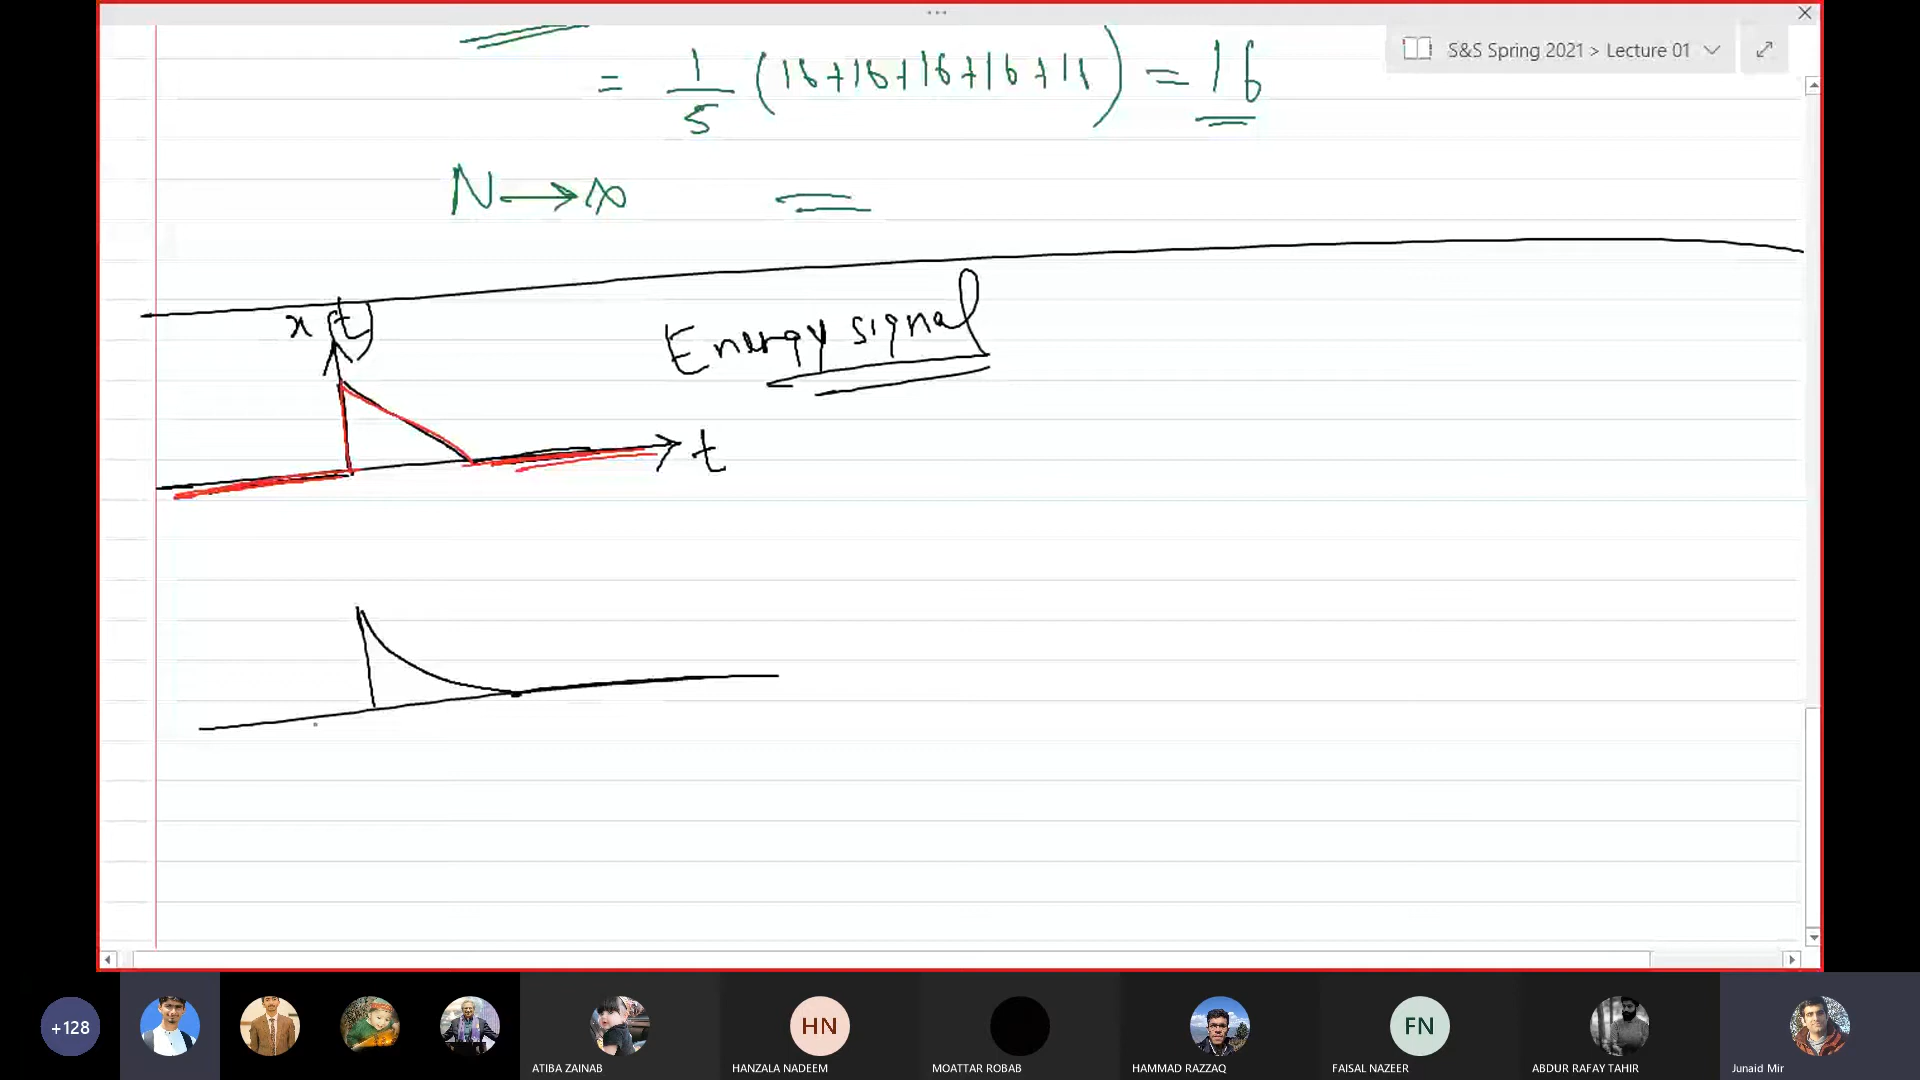 S&S Spring 2021 > Lecture 01
= 1/5 (16+16+16+16+16) = 16
N → ∞ =
x(t)
Energy signal
t
+128
HN
FN
ATIBA ZAINAB
HANZALA NADEEM
MOATTAR ROBAB
HAMMAD RAZZAQ
FAISAL NAZEER
ABDUR RAFAY TAHIR
Junaid Mir